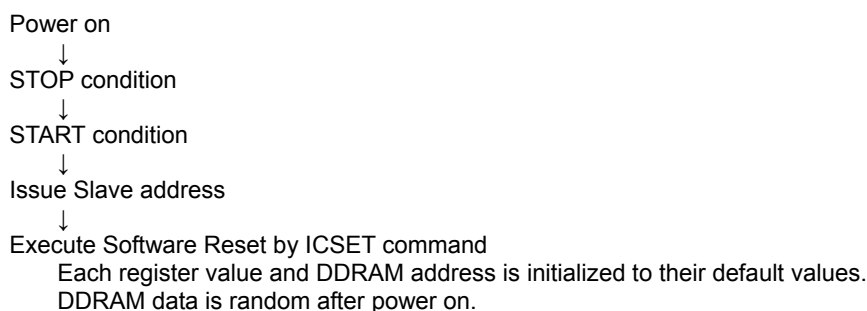 Power on
↓
STOP condition
↓
START condition
↓
Issue Slave address
↓
Execute Software Reset by ICSET command
Each register value and DDRAM address is initialized to their default values.
DDRAM data is random after power on.